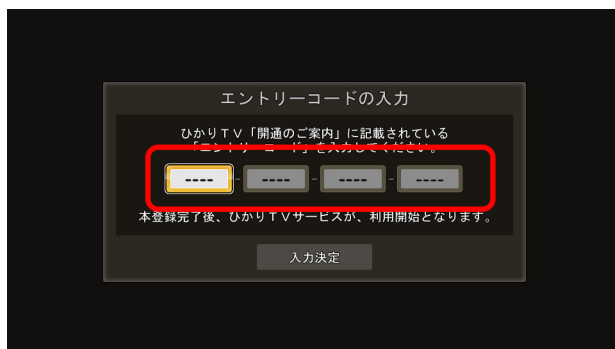 エントリーコードの入力
ひかりTV「開通のご案内」に記載されている
「エントリーコード」を入力してください。
---- - ---- - ---- - ----
本登録完了後、ひかりTVサービスが、利用開始となります。
入力決定